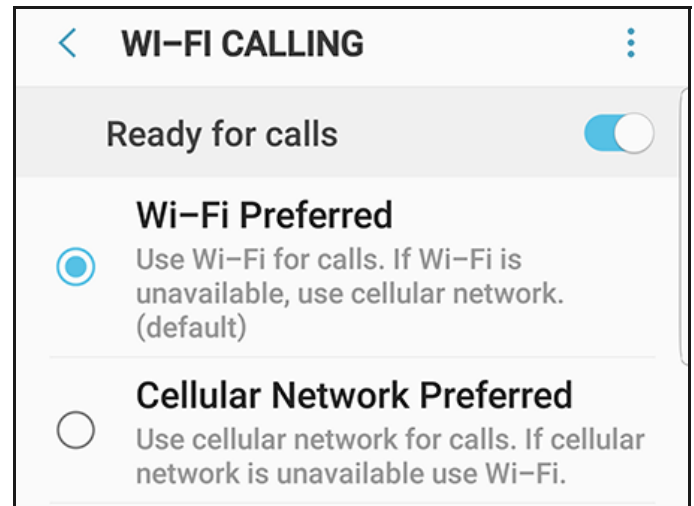 WI–FI CALLING
Ready for calls
Wi–Fi Preferred
Use Wi–Fi for calls. If Wi–Fi is
unavailable, use cellular network.
(default)
Cellular Network Preferred
Use cellular network for calls. If cellular
network is unavailable use Wi–Fi.